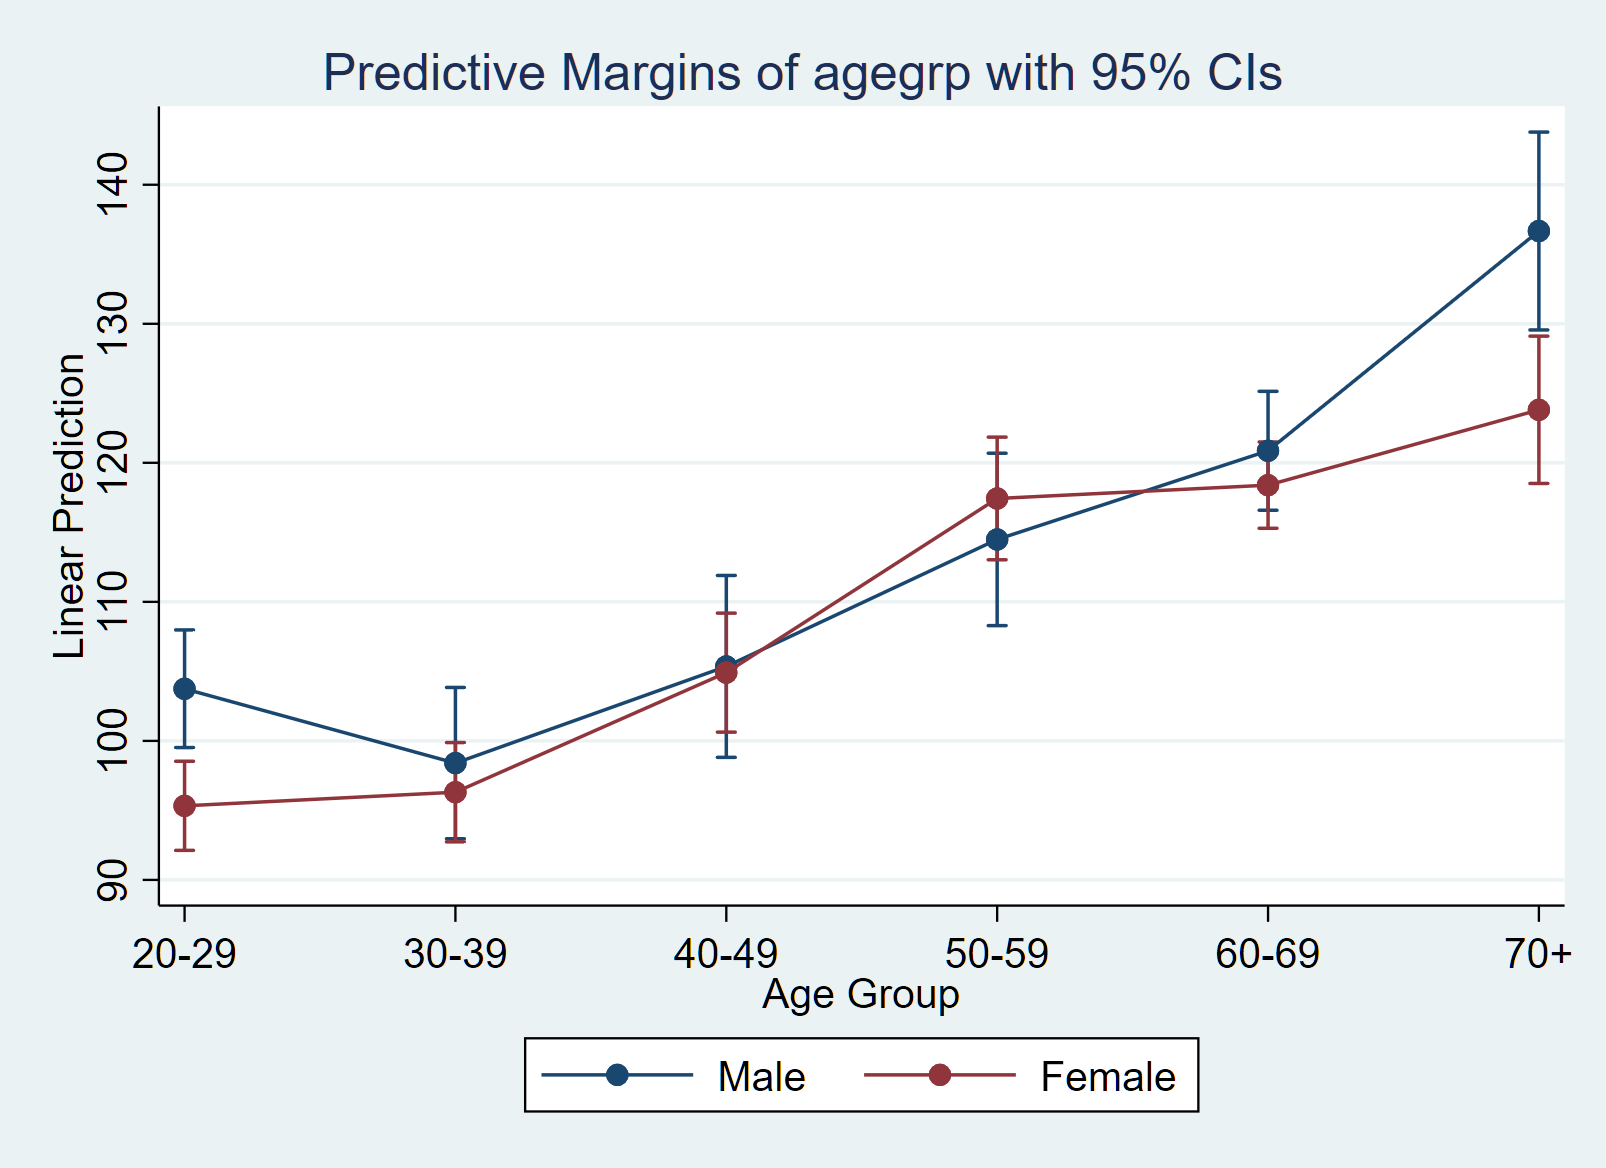 Predictive Margins of agegrp with 95% CIs
Linear Prediction
140
130
120
110
100
90
20-29 30-39 40-49 50-59 60-69 70+
Age Group
Male Female